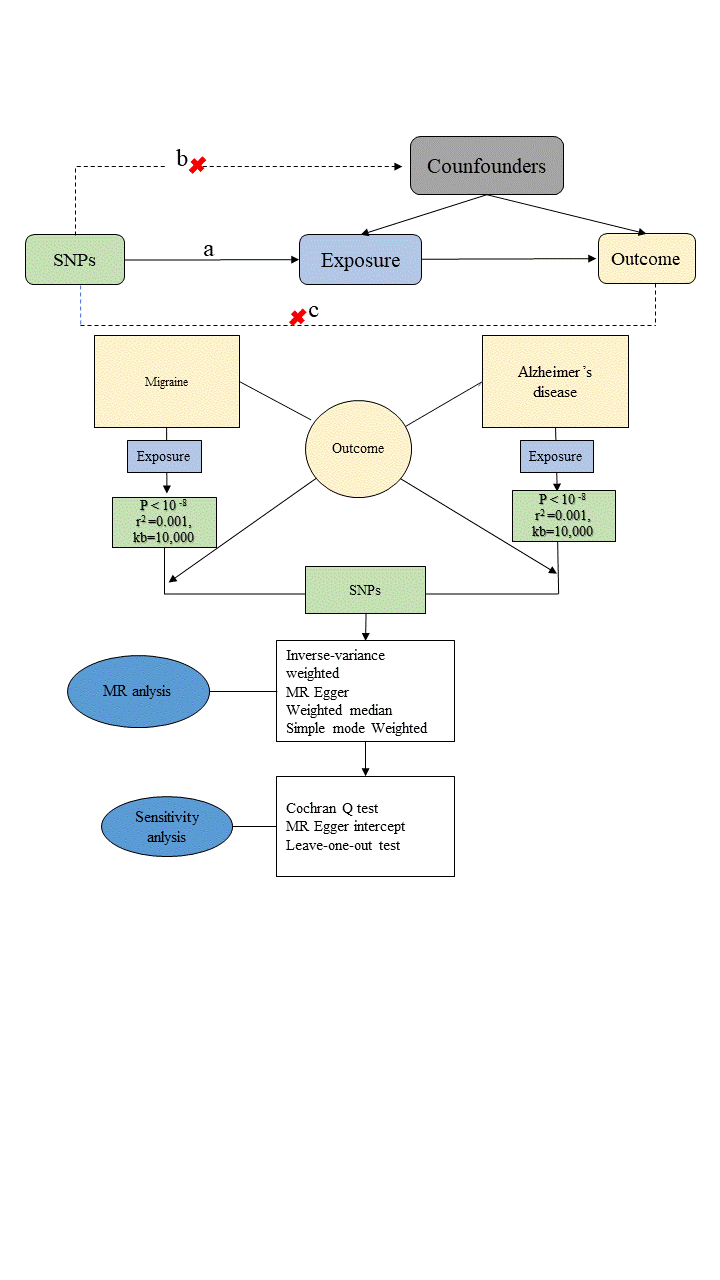 b
Counfounders
SNPs
a
Exposure
Outcome
c
Migraine
Alzheimer's
disease
Outcome
Exposure
Exposure
P < 10 -8
r2 =0.001,
kb=10,000
P < 10 -8
r2 =0.001,
kb=10,000
SNPs
Inverse-variance
weighted
MR Egger
Weighted median
Simple mode Weighted
MR anlysis
Cochran Q test
MR Egger intercept
Leave-one-out test
Sensitivity
anlysis